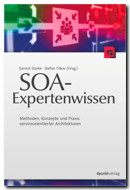 Gernot Starke · Stefan Tilkov (Hrsg.)
SOA-
Expertenwissen
Methoden, Konzepte und Praxis
serviceorientierter Architekturen
dpunkt.verlag